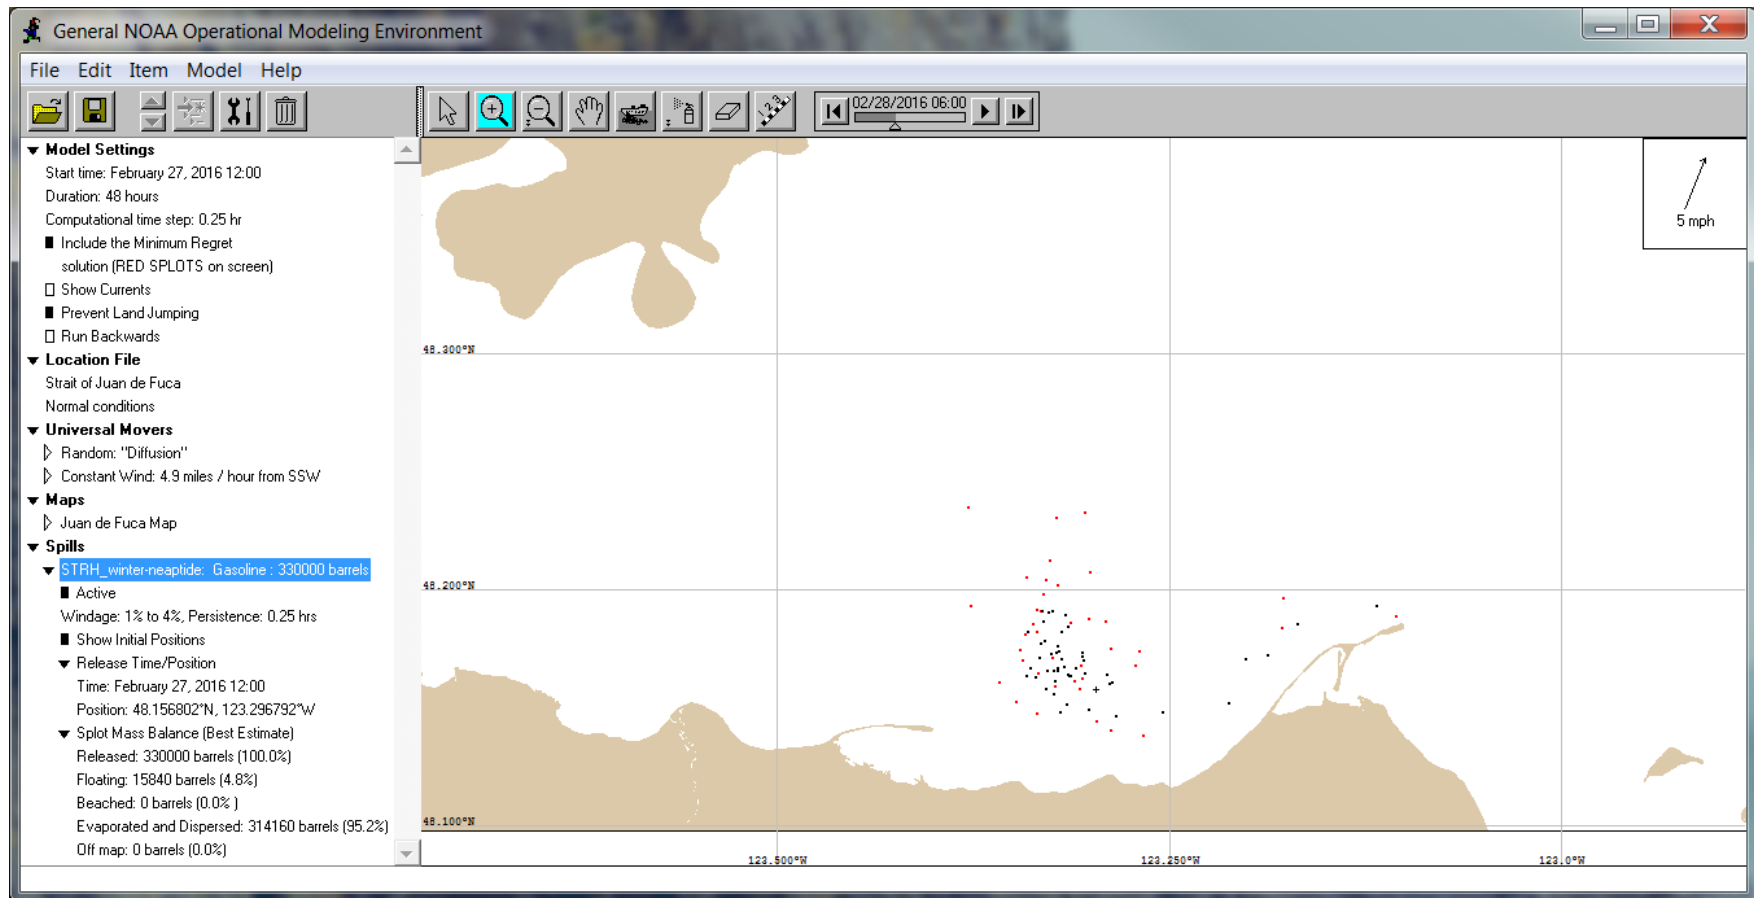 General NOAA Operational Modeling Environment
File Edit Item Model Help
02/28/2016 06:00
Model Settings
Start time: February 27, 2016 12:00
Duration: 48 hours
Computational time step: 0.25 hr
Include the Minimum Regret
solution (RED SPLOTS on screen)
Show Currents
Prevent Land Jumping
Run Backwards
Location File
Strait of Juan de Fuca
Normal conditions
Universal Movers
Random: "Diffusion"
Constant Wind: 4.9 miles / hour from SSW
Maps
Juan de Fuca Map
Spills
STRH_winter-neaptide: Gasoline : 330000 barrels
Active
Windage: 1% to 4%, Persistence: 0.25 hrs
Show Initial Positions
Release Time/Position
Time: February 27, 2016 12:00
Position: 48.156802°N, 123.296792°W
Splot Mass Balance (Best Estimate)
Released: 330000 barrels (100.0%)
Floating: 15840 barrels (4.8%)
Beached: 0 barrels (0.0% )
Evaporated and Dispersed: 314160 barrels (95.2%)
Off map: 0 barrels (0.0%)
5 mph
48.300°N
48.200°N
48.100°N
123.500°W
123.250°W
123.0°W